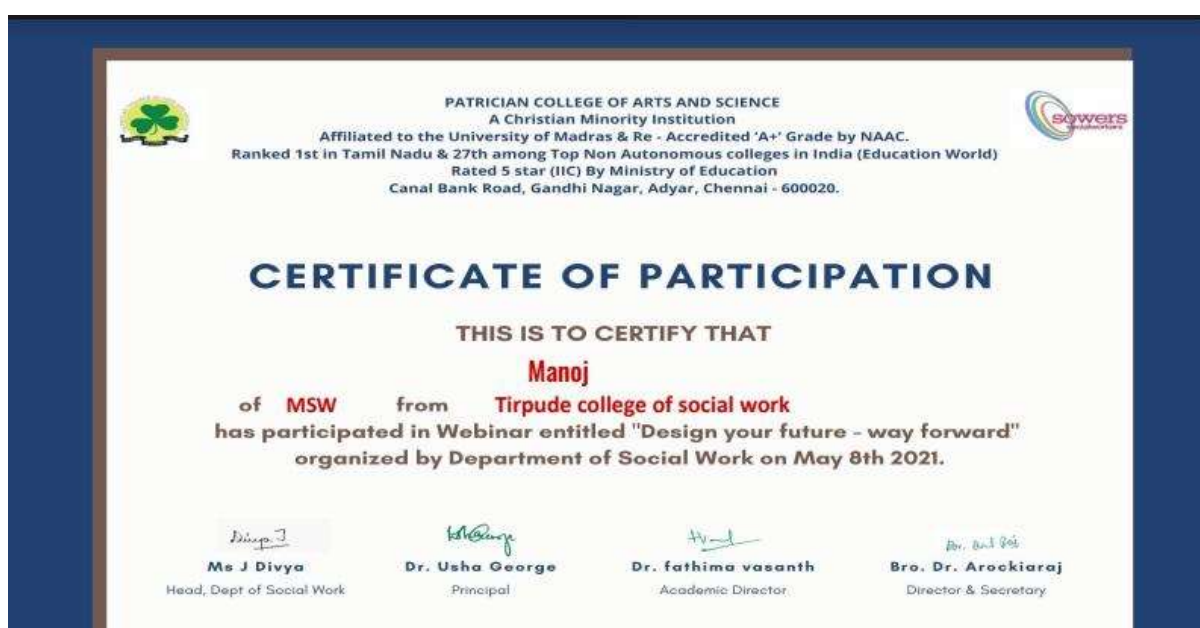 PATRICIAN COLLEGE OF ARTS AND SCIENCE
A Christian Minority Institution
Affiliated to the University of Madras & Re - Accredited 'A+' Grade by NAAC.
Ranked 1st in Tamil Nadu & 27th among Top Non Autonomous colleges in India (Education World)
Rated 5 star (IIC) By Ministry of Education
Canal Bank Road, Gandhi Nagar, Adyar, Chennai - 600020.
sowers
CERTIFICATE OF PARTICIPATION
THIS IS TO CERTIFY THAT
Manoj
of MSW from Tirpude college of social work
has participated in Webinar entitled "Design your future - way forward"
organized by Department of Social Work on May 8th 2021.
Divya J
Ms J Divya Dr. Usha George Dr. fathima vasanth Bro. Dr. Arockiaraj
Head, Dept of Social Work Principal Academic Director Director & Secretary